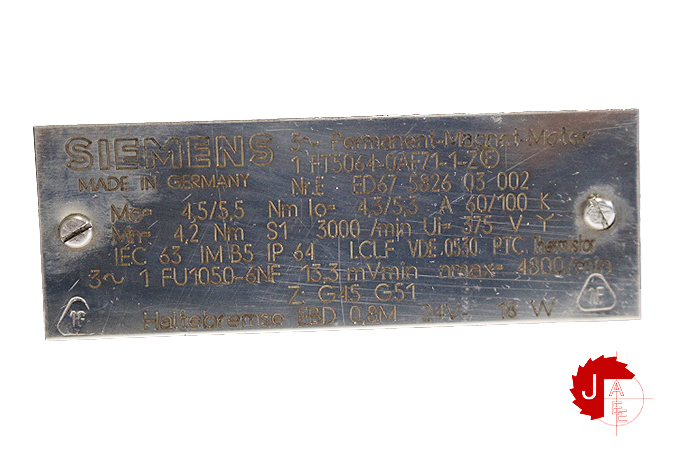 SIEMENS 3~ Permanent-Magnet-Motor
1 FT5064-0AF71-1-Z
MADE IN GERMANY Nr.E ED67 5826 03 002
Mo= 4,5/5,5 Nm Io= 4,3/5,3 A 60/100 K
Mn= 4,2 Nm S1 3000 /min Ui= 375 V Y
IEC 63 IM B5 IP 64 I.CL.F VDE 0530 PTC Thermistor
3~ 1 FU1050-6NF 13,3 mVmin nmax= 4800/min
Z: G45 G51
Haltebremse EBD 0,8M 24V- 18 W
1F
1F
J
A
E
E